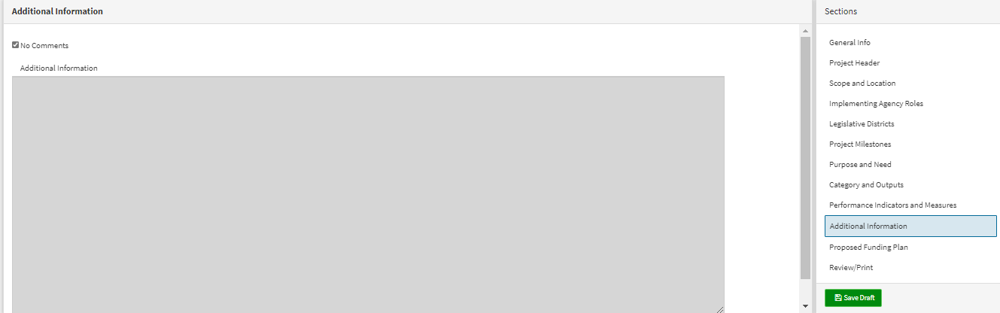 Additional Information
No Comments
Additional Information
Sections
General Info
Project Header
Scope and Location
Implementing Agency Roles
Legislative Districts
Project Milestones
Purpose and Need
Category and Outputs
Performance Indicators and Measures
Additional Information
Proposed Funding Plan
Review/Print
Save Draft